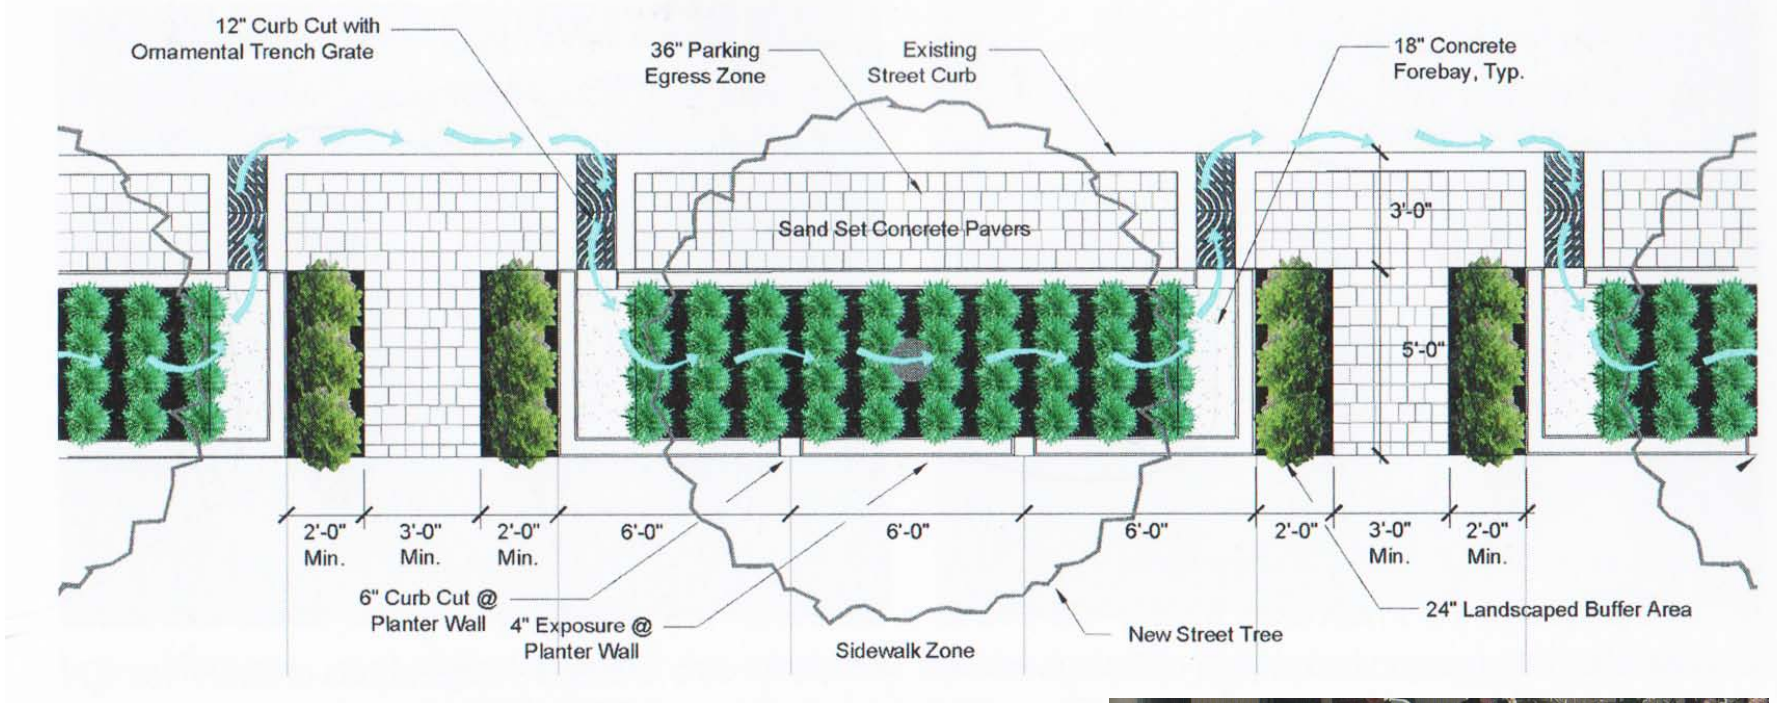 12" Curb Cut with
Ornamental Trench Grate
36" Parking
Egress Zone
Existing
Street Curb
18" Concrete
Forebay, Typ.
3'-0"
Sand Set Concrete Pavers
5'-0"
2'-0"
Min.
3'-0"
Min.
2'-0"
Min.
6'-0"
6'-0"
6'-0"
2'-0"
3'-0"
Min.
2'-0"
Min.
6" Curb Cut @
Planter Wall
4" Exposure @
Planter Wall
Sidewalk Zone
New Street Tree
24" Landscaped Buffer Area